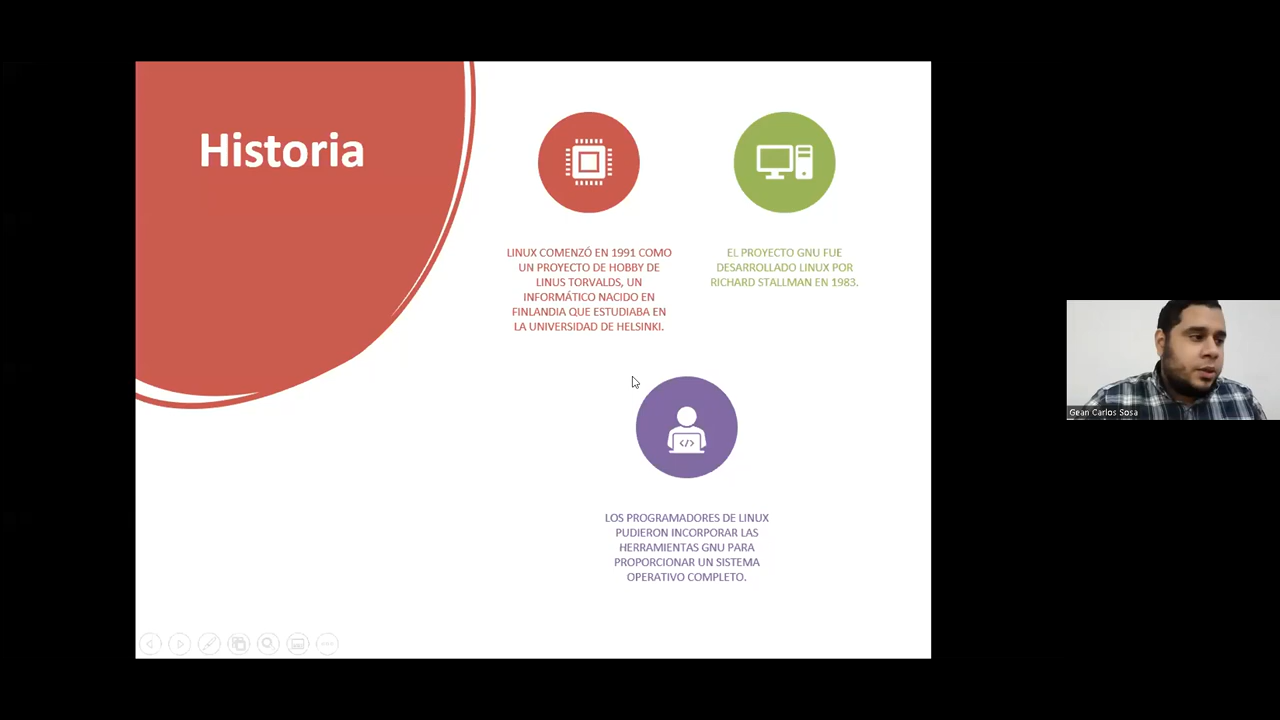 Historia
LINUX COMENZÓ EN 1991 COMO
UN PROYECTO DE HOBBY DE
LINUS TORVALDS, UN
INFORMÁTICO NACIDO EN
FINLANDIA QUE ESTUDIABA EN
LA UNIVERSIDAD DE HELSINKI.
EL PROYECTO GNU FUE
DESARROLLADO LINUX POR
RICHARD STALLMAN EN 1983.
LOS PROGRAMADORES DE LINUX
PUDIERON INCORPORAR LAS
HERRAMIENTAS GNU PARA
PROPORCIONAR UN SISTEMA
OPERATIVO COMPLETO.
Gean Carlos Sosa